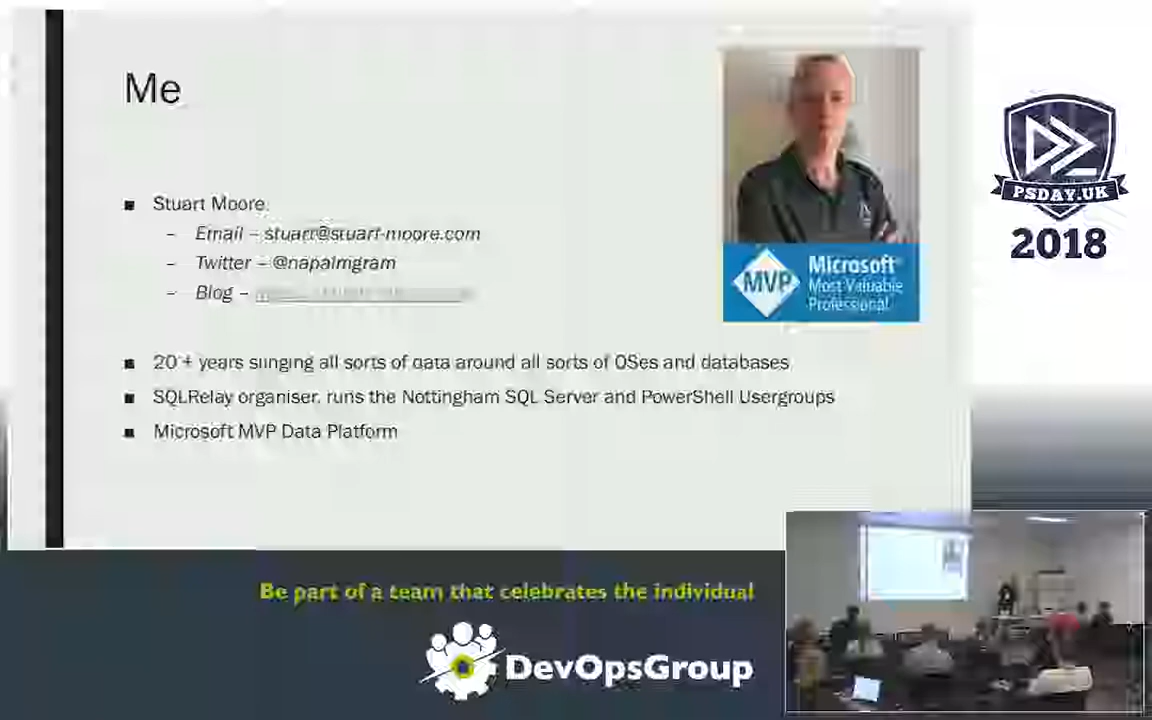 Me
Stuart Moore
– Email – stuart@stuart-moore.com
– Twitter – @napalmgram
– Blog –
20+ years slinging all sorts of data around all sorts of OSes and databases
SQLRelay organiser, runs the Nottingham SQL Server and PowerShell Usergroups
Microsoft MVP Data Platform
MVP
Microsoft®
Most Valuable
Professional
PSDAY.UK
2018
Be part of a team that celebrates the individual
DevOpsGroup